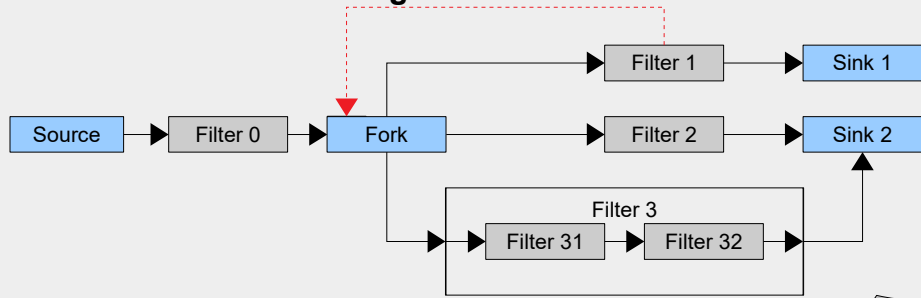 Filter 1
Sink 1
Source
Filter 0
Fork
Filter 2
Sink 2
Filter 3
Filter 31
Filter 32